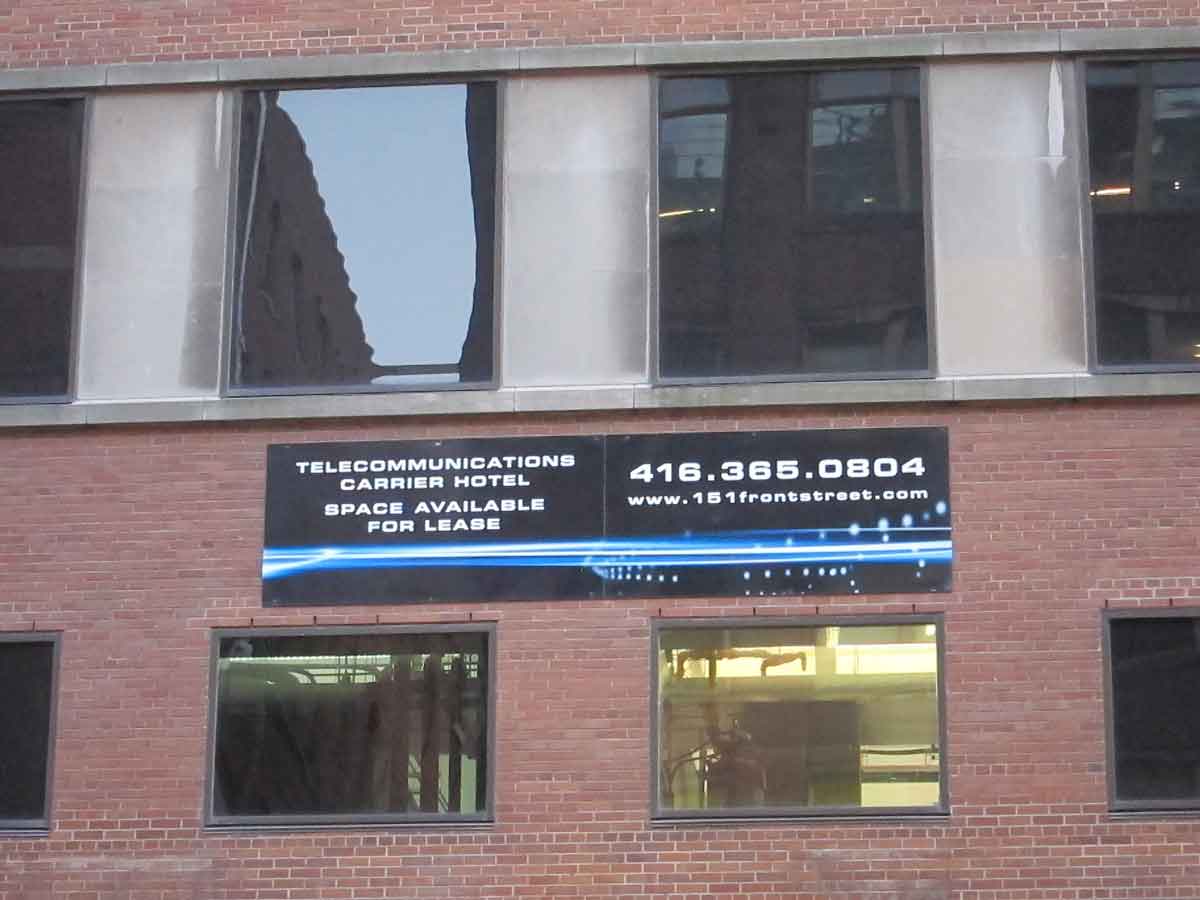 TELECOMMUNICATIONS
CARRIER HOTEL
SPACE AVAILABLE
FOR LEASE
416.365.0804
www.151frontstreet.com